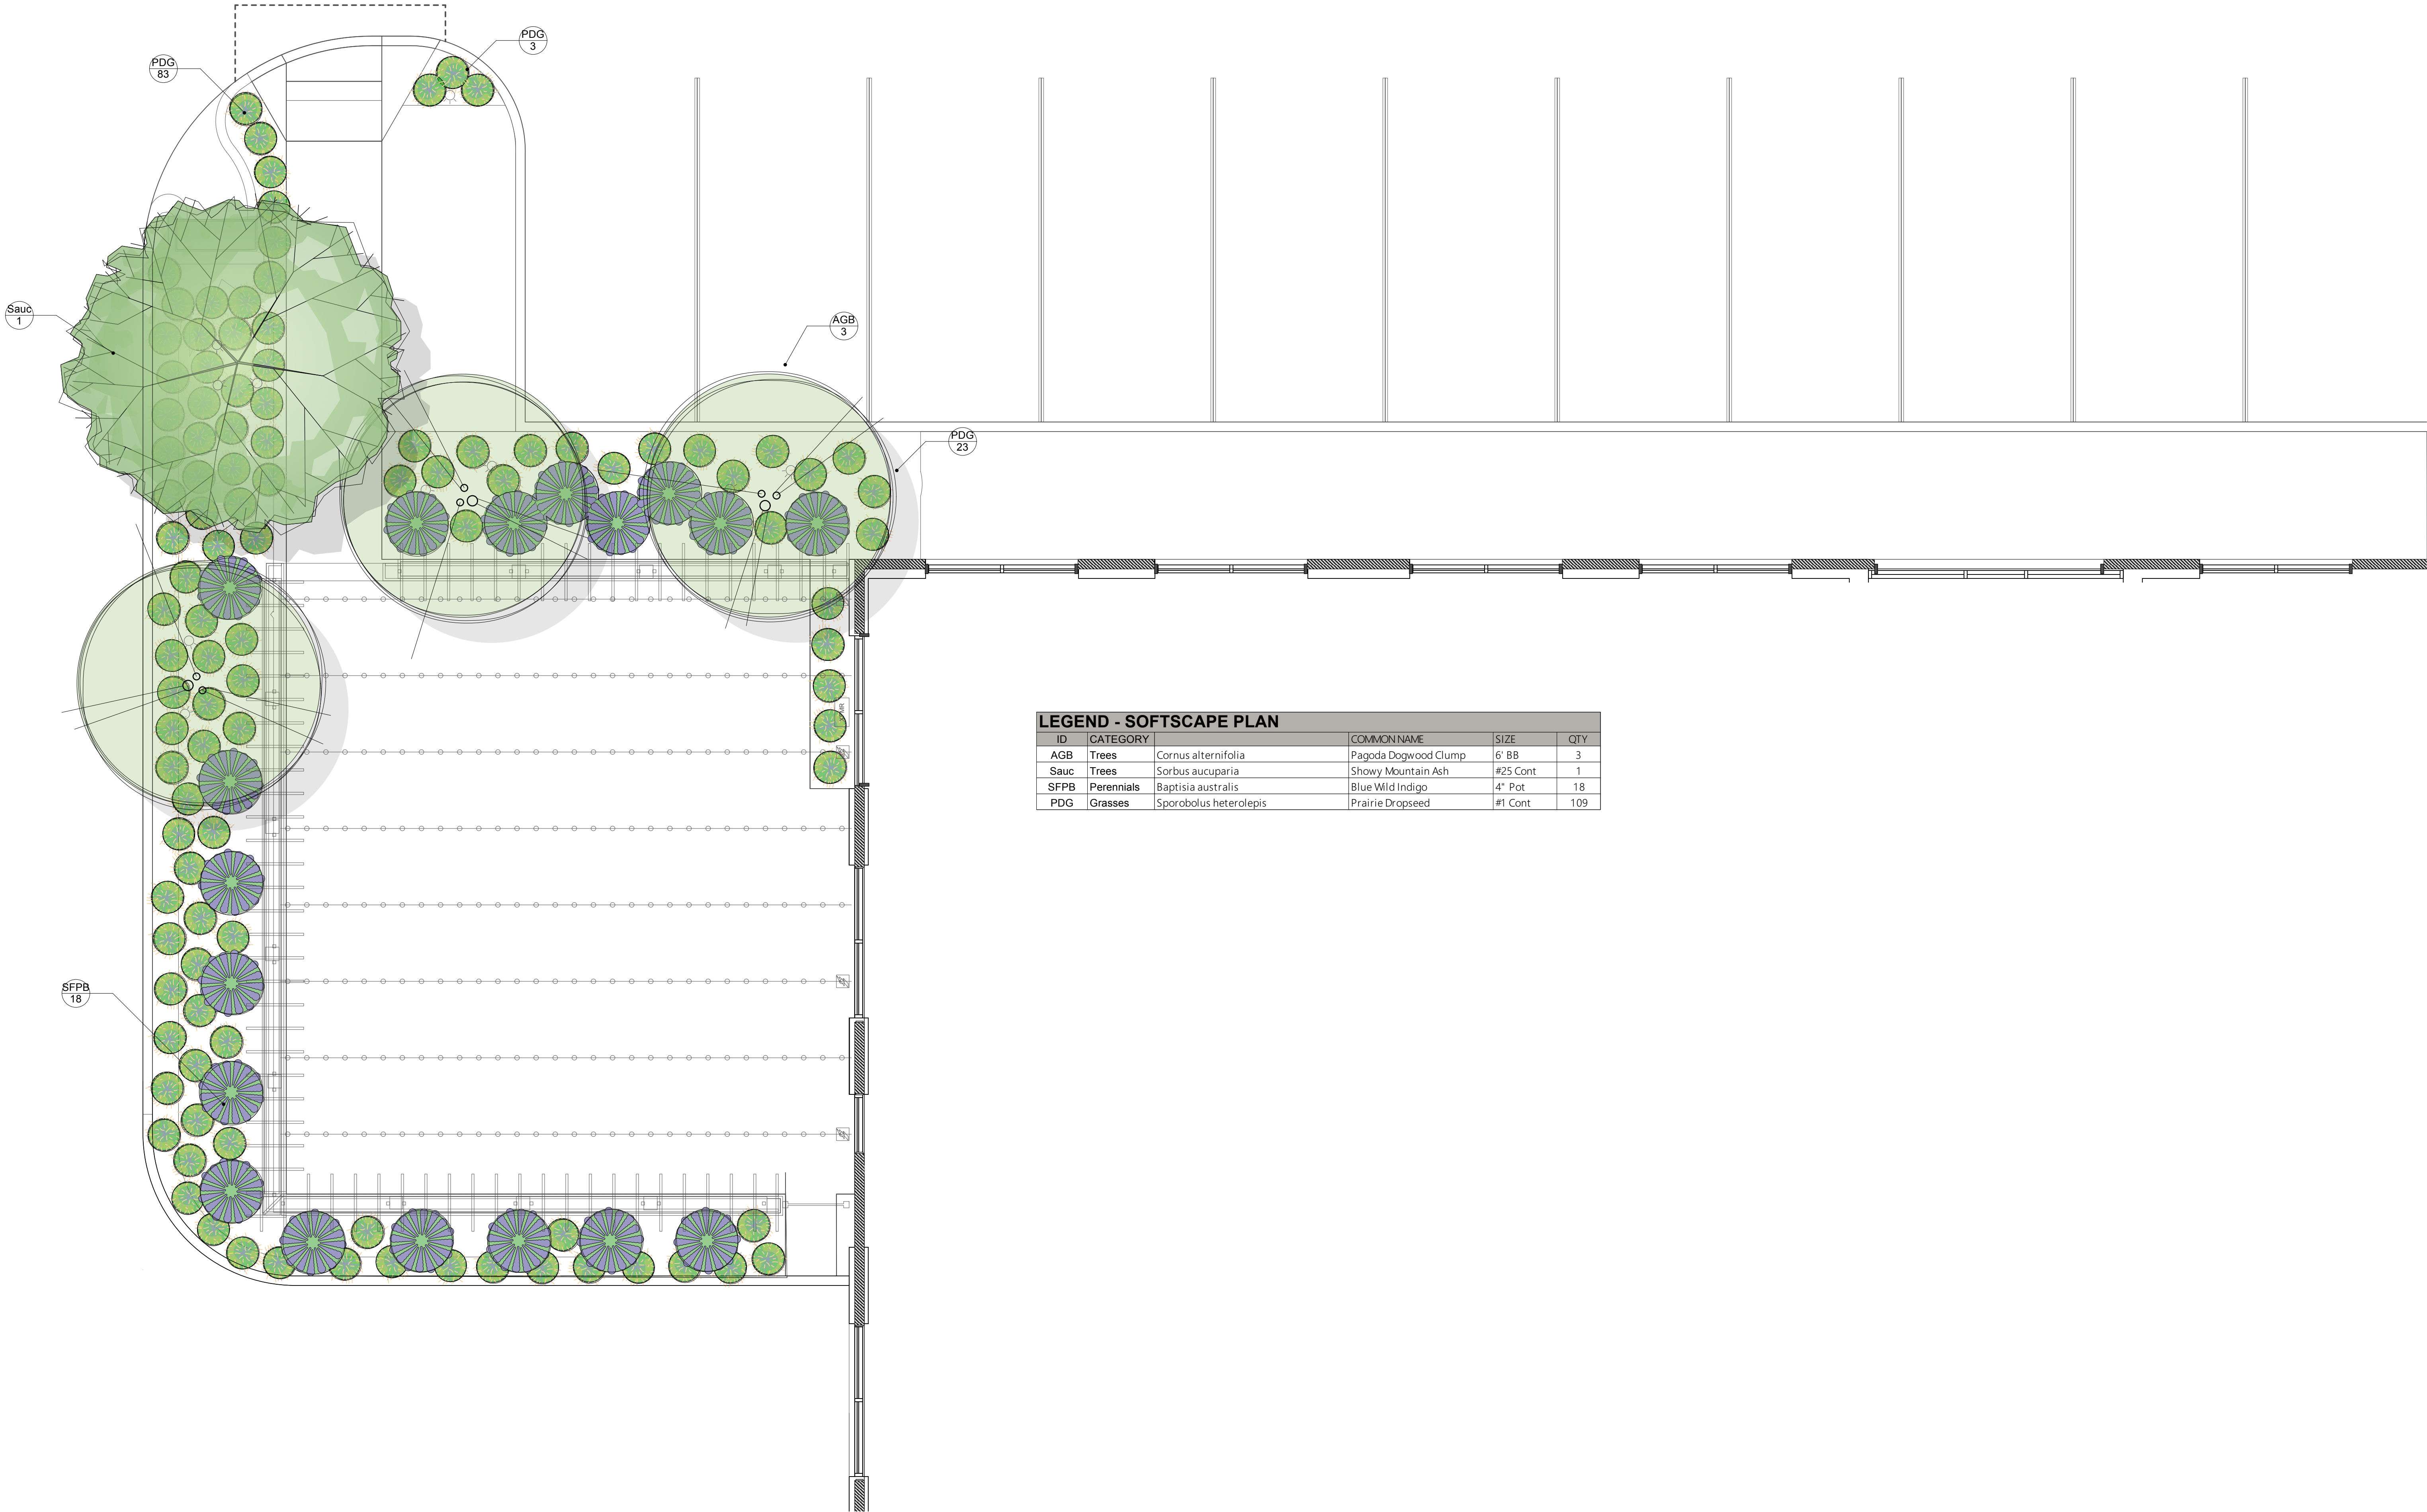 PDG
3
PDG
83
Sauc
1
AGB
3
PDG
23
LEGEND - SOFTSCAPE PLAN
ID CATEGORY COMMON NAME SIZE QTY
AGB Trees Cornus alternifolia Pagoda Dogwood Clump 6' BB 3
Sauc Trees Sorbus aucuparia Showy Mountain Ash #25 Cont 1
SFPB Perennials Baptisia australis Blue Wild Indigo 4" Pot 18
PDG Grasses Sporobolus heterolepis Prairie Dropseed #1 Cont 109
SFPB
18